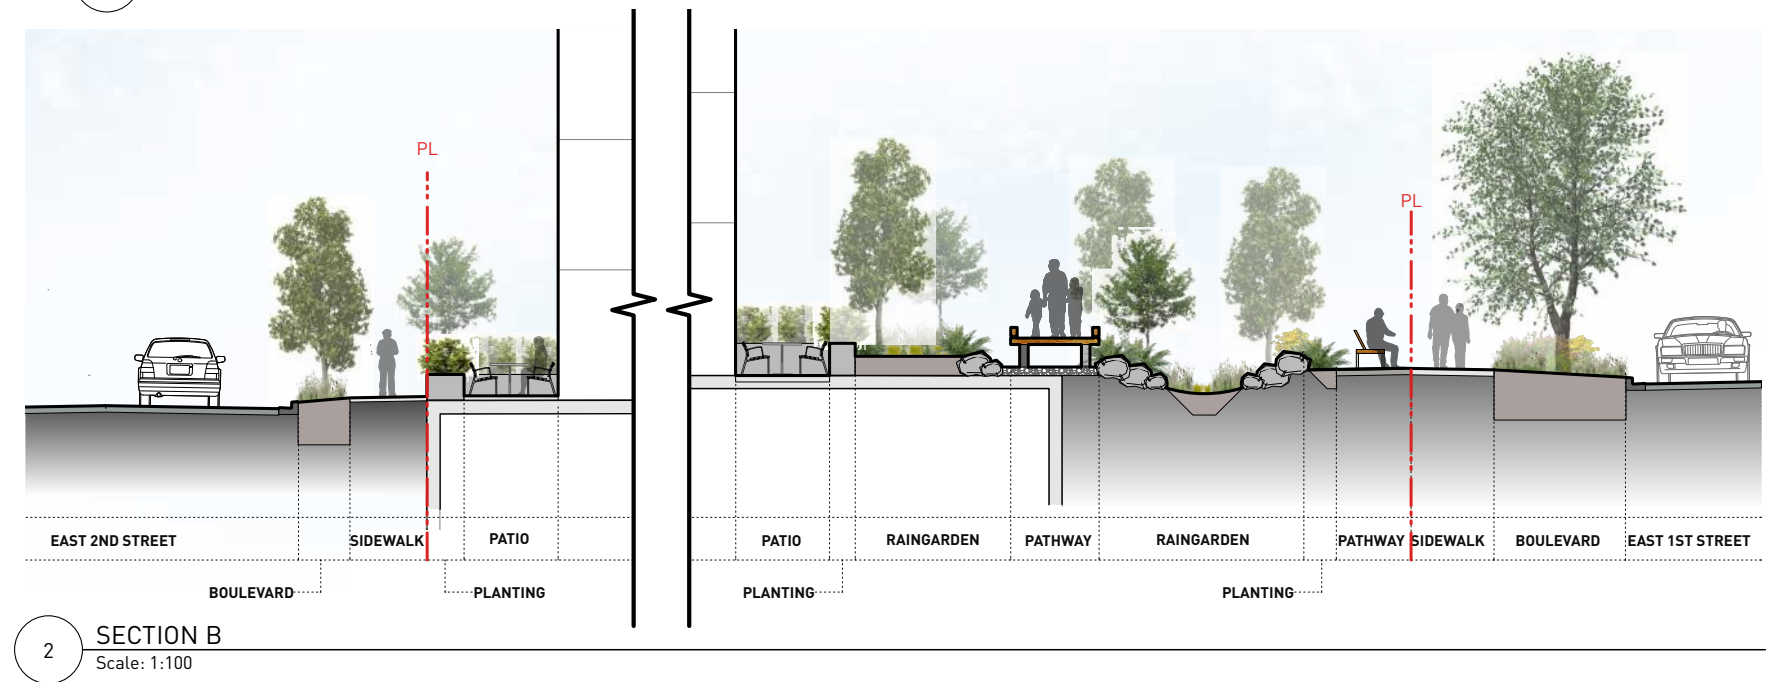 PL
PL
EAST 2ND STREET
SIDEWALK
PATIO
PATIO
RAINGARDEN
PATHWAY
RAINGARDEN
PATHWAY
SIDEWALK
BOULEVARD
EAST 1ST STREET
BOULEVARD
PLANTING
PLANTING
PLANTING
2
SECTION B
Scale: 1:100